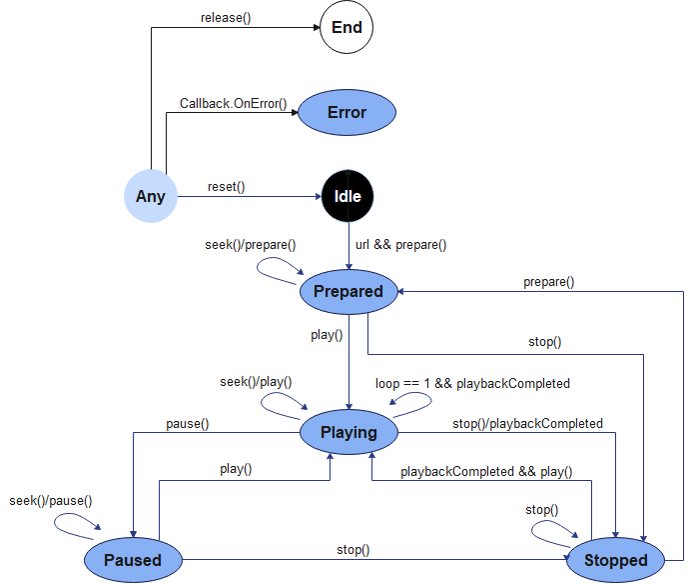 release()
End
Callback.OnError()
Error
Any
reset()
Idle
url && prepare()
seek()/prepare()
prepare()
Prepared
play()
stop()
seek()/play()
loop == 1 && playbackCompleted
pause()
Playing
stop()/playbackCompleted
play()
playbackCompleted && play()
seek()/pause()
stop()
Paused
stop()
Stopped